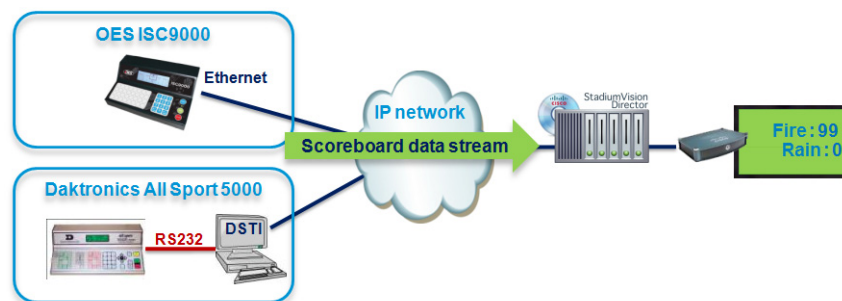 OES ISC9000
Ethernet
IP network
Scoreboard data stream
CISCO
StadiumVision
Director
Fire: 99
Rain: 0
Daktronics All Sport 5000
RS232
DSTI